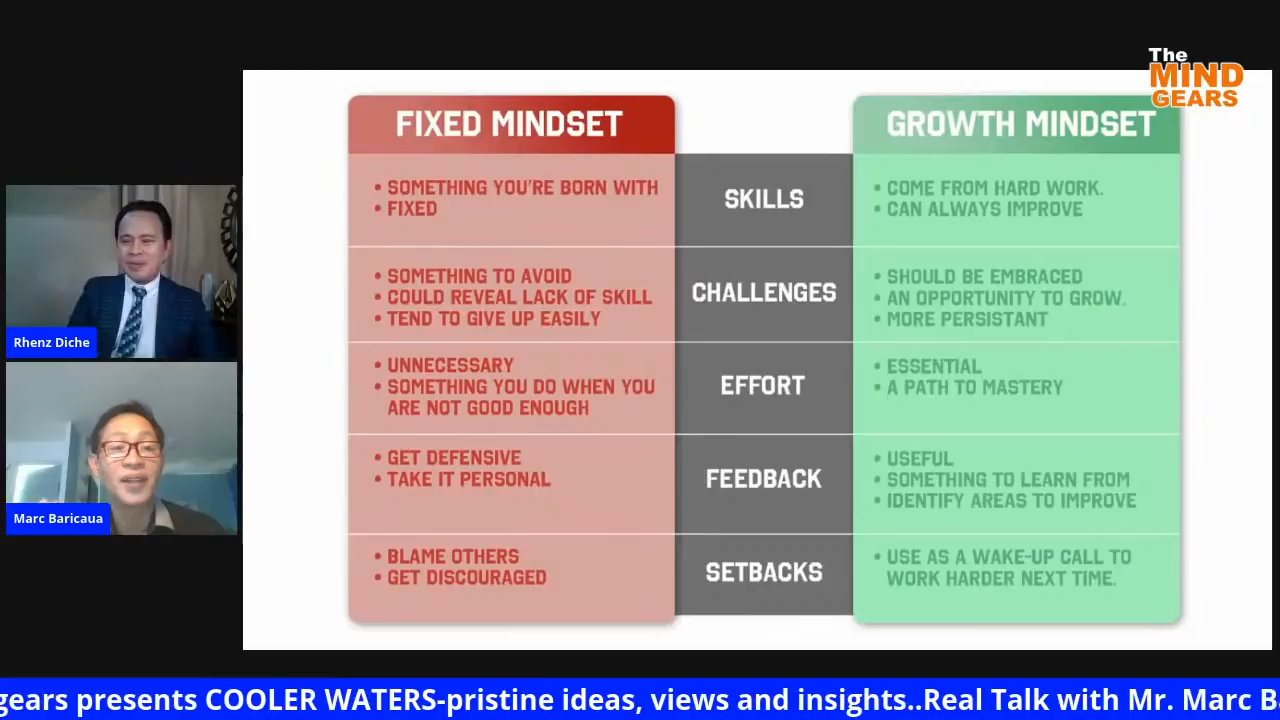 The
MIND
GEARS
FIXED MINDSET
GROWTH MINDSET
• SOMETHING YOU'RE BORN WITH
• FIXED
SKILLS
• COME FROM HARD WORK.
• CAN ALWAYS IMPROVE
• SOMETHING TO AVOID
• COULD REVEAL LACK OF SKILL
• TEND TO GIVE UP EASILY
CHALLENGES
• SHOULD BE EMBRACED
• AN OPPORTUNITY TO GROW.
• MORE PERSISTANT
• UNNECESSARY
• SOMETHING YOU DO WHEN YOU
ARE NOT GOOD ENOUGH
EFFORT
• ESSENTIAL
• A PATH TO MASTERY
• GET DEFENSIVE
• TAKE IT PERSONAL
FEEDBACK
• USEFUL
• SOMETHING TO LEARN FROM
• IDENTIFY AREAS TO IMPROVE
• BLAME OTHERS
• GET DISCOURAGED
SETBACKS
• USE AS A WAKE-UP CALL TO
WORK HARDER NEXT TIME.
Rhenz Diche
Marc Baricaua
gears presents COOLER WATERS-pristine ideas, views and insights..Real Talk with Mr. Marc